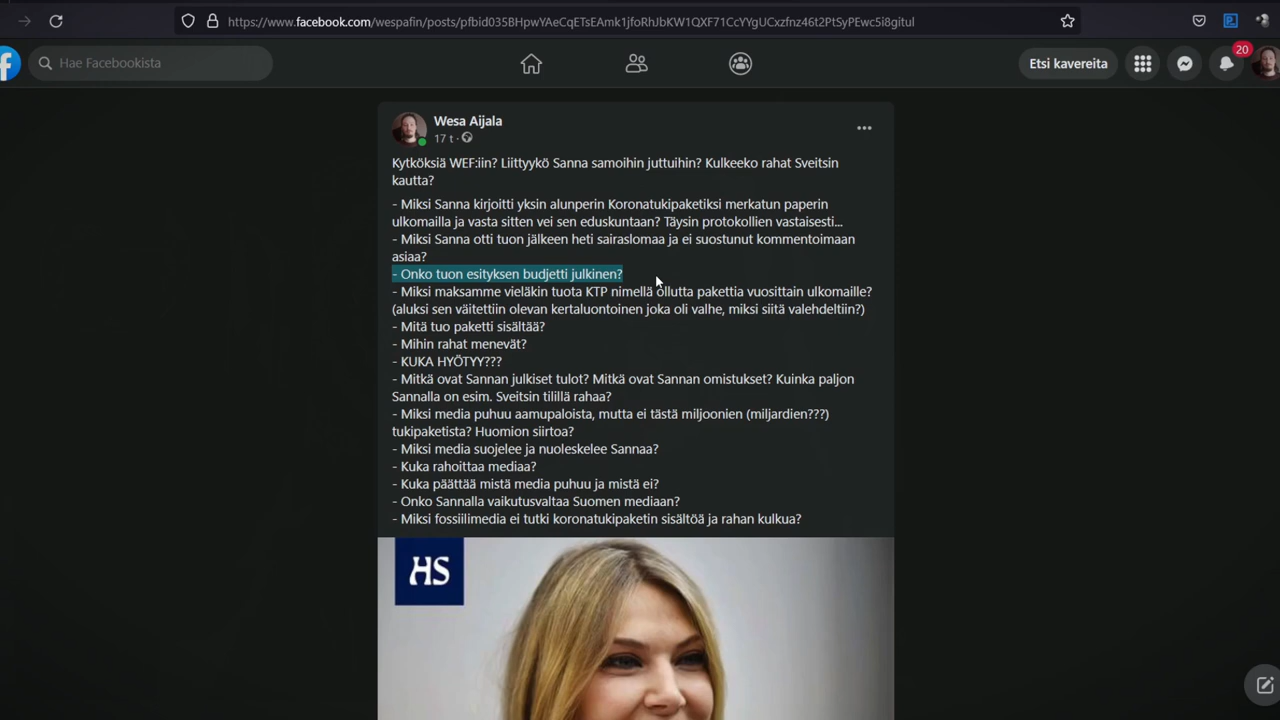 https://www.facebook.com/wespafin/posts/pfbid035BHpwYAeCqETsEAmk1jfoRhJbKW1QXF71CcYYgUCxzfnz46t2PtSyPEwc5i8gitul
Hae Facebookista
Etsi kavereita
20
Wesa Aijala
17 t ·
Kytköksiä WEF:iin? Liittyykö Sanna samoihin juttuihin? Kulkeeko rahat Sveitsin
kautta?
- Miksi Sanna kirjoitti yksin alunperin Koronatukipaketiksi merkatun paperin
ulkomailla ja vasta sitten vei sen eduskuntaan? Täysin protokollien vastaisesti...
- Miksi Sanna otti tuon jälkeen heti sairaslomaa ja ei suostunut kommentoimaan
asiaa?
- Onko tuon esityksen budjetti julkinen?
- Miksi maksamme vieläkin tuota KTP nimellä ollutta pakettia vuosittain ulkomaille?
(aluksi sen väitettiin olevan kertaluontoinen joka oli valhe, miksi siitä valehdeltiin?)
- Mitä tuo paketti sisältää?
- Mihin rahat menevät?
- KUKA HYÖTYY???
- Mitkä ovat Sannan julkiset tulot? Mitkä ovat Sannan omistukset? Kuinka paljon
Sannalla on esim. Sveitsin tilillä rahaa?
- Miksi media puhuu aamupaloista, mutta ei tästä miljoonien (miljardien???)
tukipaketista? Huomion siirtoa?
- Miksi media suojelee ja nuoleskelee Sannaa?
- Kuka rahoittaa mediaa?
- Kuka päättää mistä media puhuu ja mistä ei?
- Onko Sannalla vaikutusvaltaa Suomen mediaan?
- Miksi fossiilimedia ei tutki koronatukipaketin sisältöä ja rahan kulkua?
HS